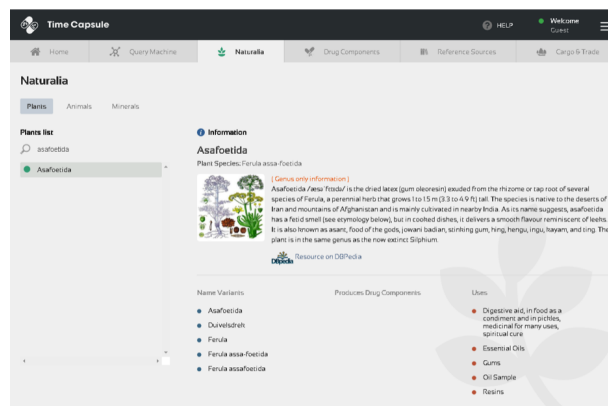 Time Capsule
HELP
Welcome
Guest
Home
Query Machine
Naturalia
Drug Components
Reference Sources
Cargo & Trade
Naturalia
Plants
Animals
Minerals
Plants list
asafoetida
Asafoetida
Information
Asafoetida
Plant Species: Ferula assa-foetida
( Genus only information )
Asafoetida /æsəˈfɪtɪdə/ is the dried latex (gum oleoresin) exuded from the rhizome or tap root of several
species of Ferula, a perennial herb that grows 1 to 1.5 m (3.3 to 4.9 ft) tall. The species is native to the deserts of
Iran and mountains of Afghanistan and is mainly cultivated in nearby India. As its name suggests, asafoetida
has a fetid smell (see etymology below), but in cooked dishes, it delivers a smooth flavour reminiscent of leeks.
It is also known as asant, food of the gods, jowani badian, stinking gum, hing, hengu, ingu, kayam, and ting. The
plant is in the same genus as the now extinct Silphium.
DBpedia
Resource on DBPedia
Name Variants
Asafoetida
Duivelsdrek
Ferula
Ferula assa-foetida
Ferula assafoetida
Produces Drug Components
Uses
Digestive aid, in food as a
condiment and in pickles,
medicinal for many uses,
spiritual cure
Essential Oils
Gums
Oil Sample
Resins